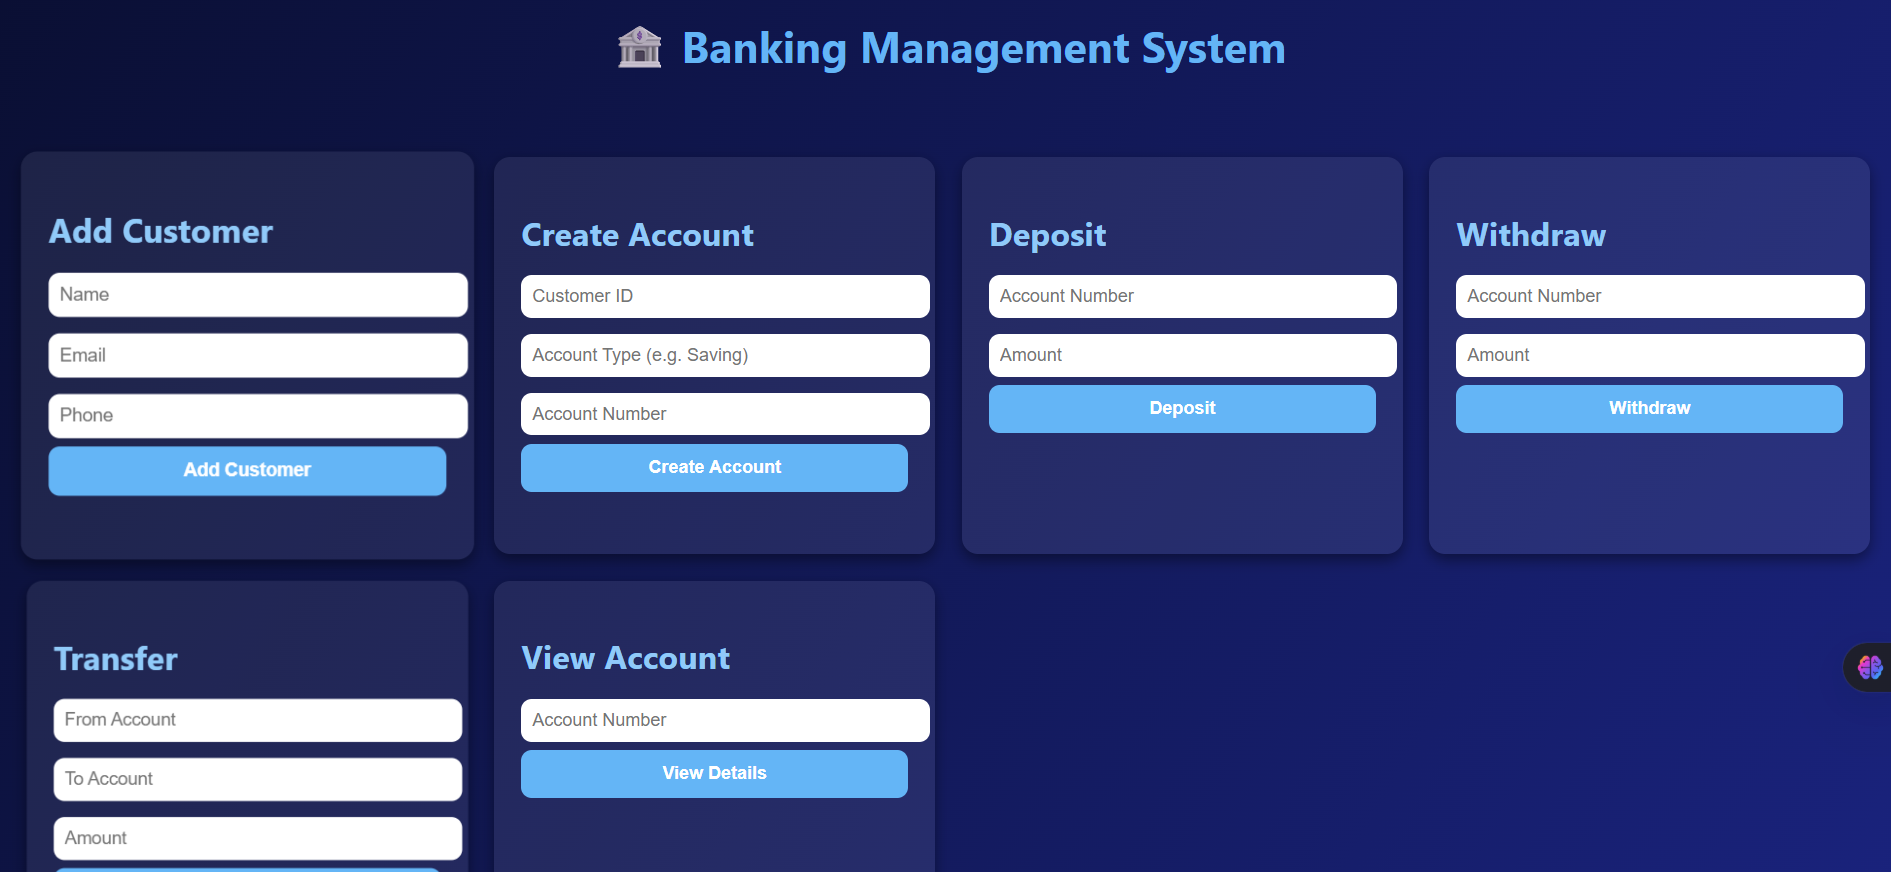 Banking Management System
Add Customer
Name
Email
Phone
Add Customer
Create Account
Customer ID
Account Type (e.g. Saving)
Account Number
Create Account
Deposit
Account Number
Amount
Deposit
Withdraw
Account Number
Amount
Withdraw
Transfer
From Account
To Account
Amount
View Account
Account Number
View Details